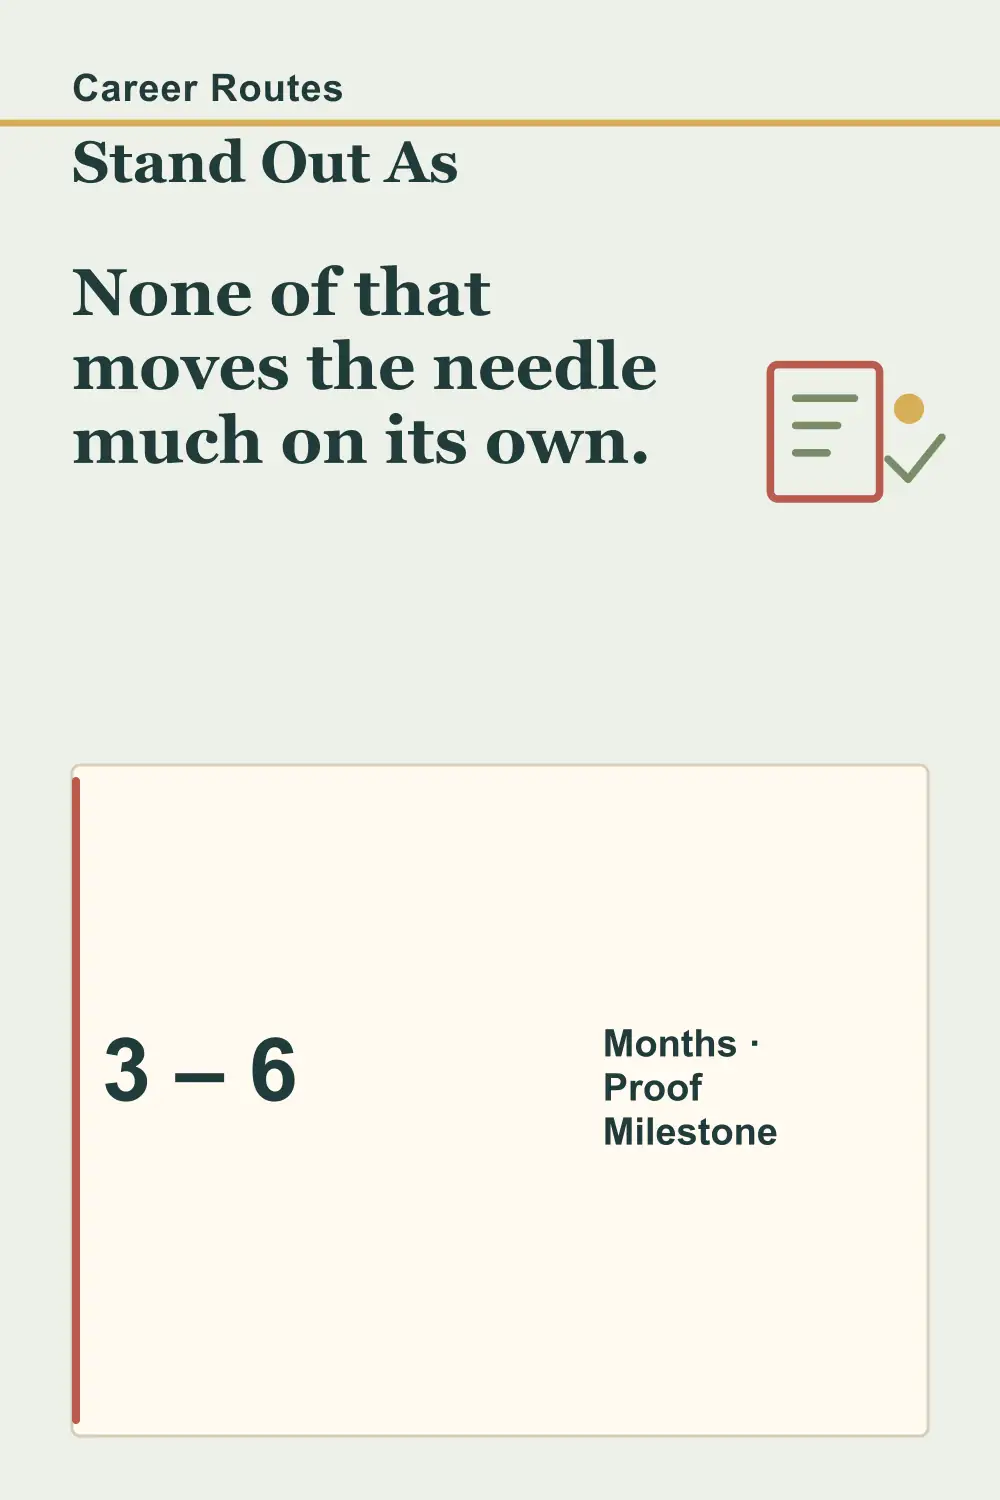 Career Routes
Stand Out As
None of that
moves the needle
much on its own.
3 – 6
Months ·
Proof
Milestone